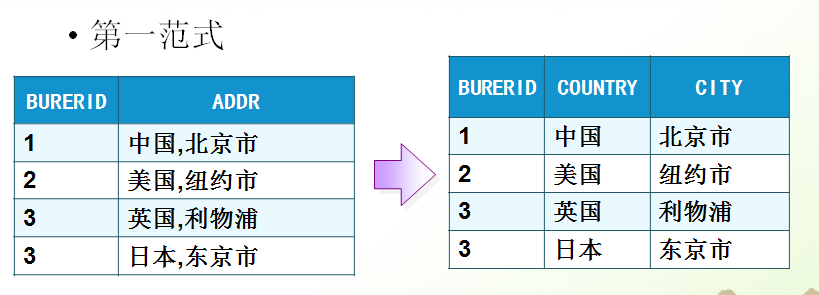 • 第一范式
BURERID ADDR
1 中国,北京市
2 美国,纽约市
3 英国,利物浦
3 日本,东京市
BURERID COUNTRY CITY
1 中国 北京市
2 美国 纽约市
3 英国 利物浦
3 日本 东京市